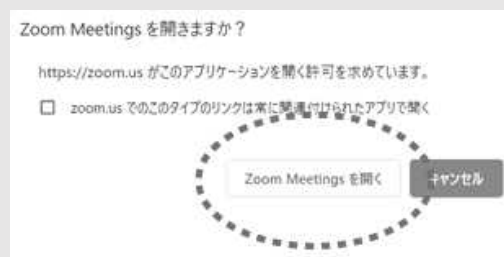 Zoom Meetings を開きますか？
https://zoom.us がこのアプリケーションを開く許可を求めています。
zoom.us でのこのタイプのリンクは常に関連付けられたアプリで開く
Zoom Meetings を開く
キャンセル